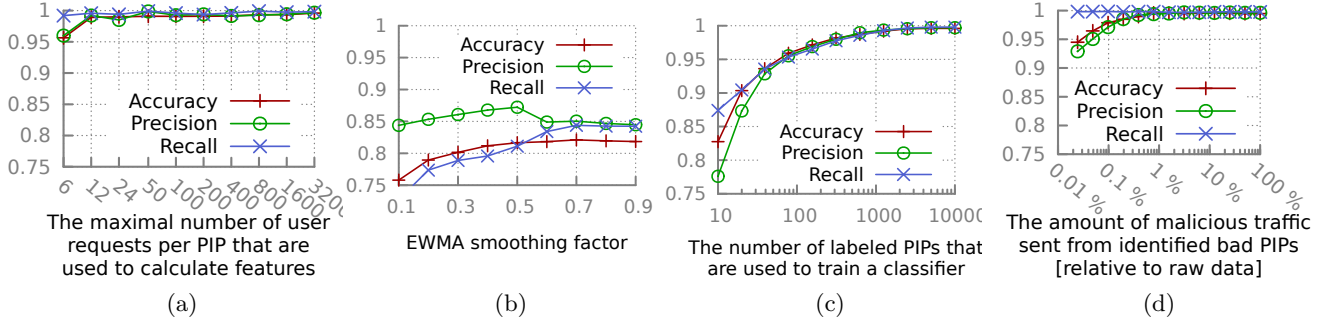 1
0.95
0.9
0.85
0.8
0.75
Accuracy
Precision
Recall
6
12
24
50
100
200
400
800
1600
3200
The maximal number of user
requests per PIP that are
used to calculate features
(a)
1
0.95
0.9
0.85
0.8
0.75
Accuracy
Precision
Recall
0.1
0.3
0.5
0.7
0.9
EWMA smoothing factor
(b)
1
0.95
0.9
0.85
0.8
0.75
Accuracy
Precision
Recall
10
100
1000
10000
The number of labeled PIPs that
are used to train a classifier
(c)
1
0.95
0.9
0.85
0.8
0.75
Accuracy
Precision
Recall
0.01 %
0.1 %
1 %
10 %
100 %
The amount of malicious traffic
sent from identified bad PIPs
[relative to raw data]
(d)